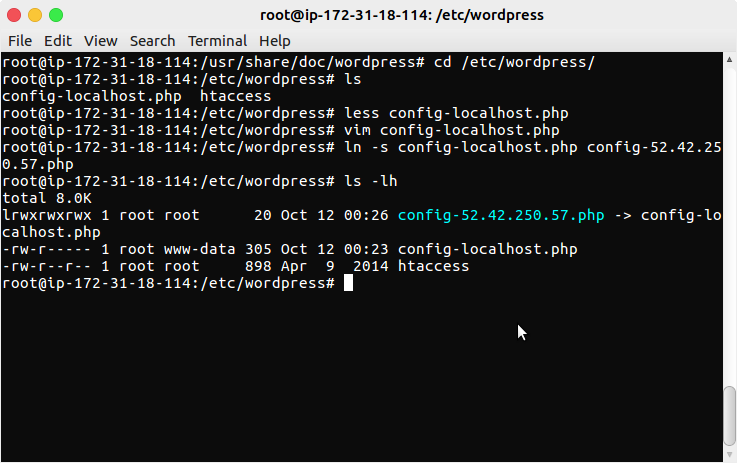 root@ip-172-31-18-114: /etc/wordpress
File Edit View Search Terminal Help
root@ip-172-31-18-114:/usr/share/doc/wordpress# cd /etc/wordpress/
root@ip-172-31-18-114:/etc/wordpress# ls
config-localhost.php  htaccess
root@ip-172-31-18-114:/etc/wordpress# less config-localhost.php
root@ip-172-31-18-114:/etc/wordpress# vim config-localhost.php
root@ip-172-31-18-114:/etc/wordpress# ln -s config-localhost.php config-52.42.25
0.57.php
root@ip-172-31-18-114:/etc/wordpress# ls -lh
total 8.0K
lrwxrwxrwx 1 root root      20 Oct 12 00:26 config-52.42.250.57.php -> config-lo
calhost.php
-rw-r----- 1 root www-data 305 Oct 12 00:23 config-localhost.php
-rw-r--r-- 1 root root     898 Apr  9  2014 htaccess
root@ip-172-31-18-114:/etc/wordpress#